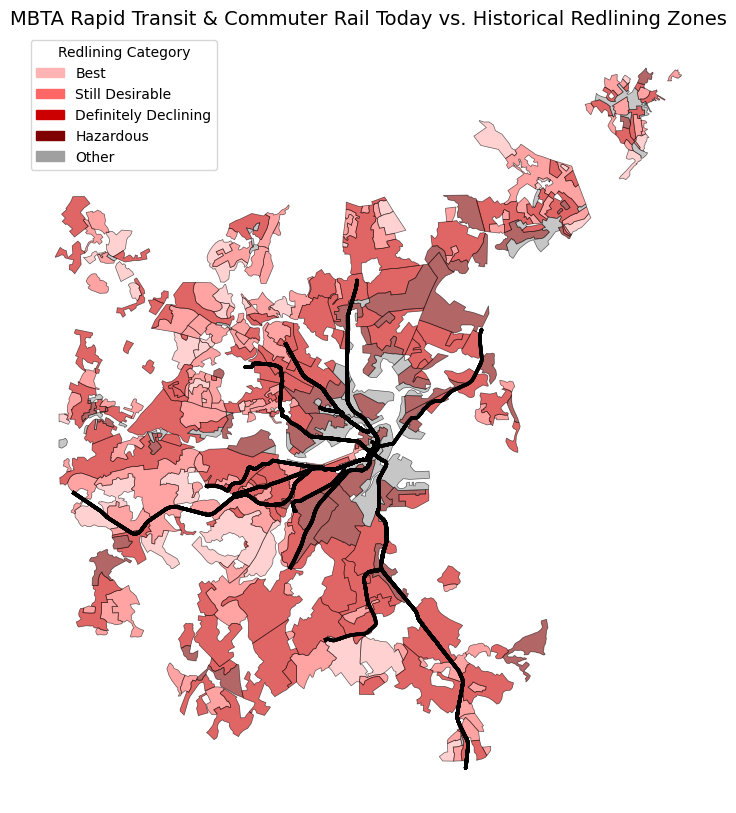 MBTA Rapid Transit & Commuter Rail Today vs. Historical Redlining Zones
Redlining Category
Best
Still Desirable
Definitely Declining
Hazardous
Other